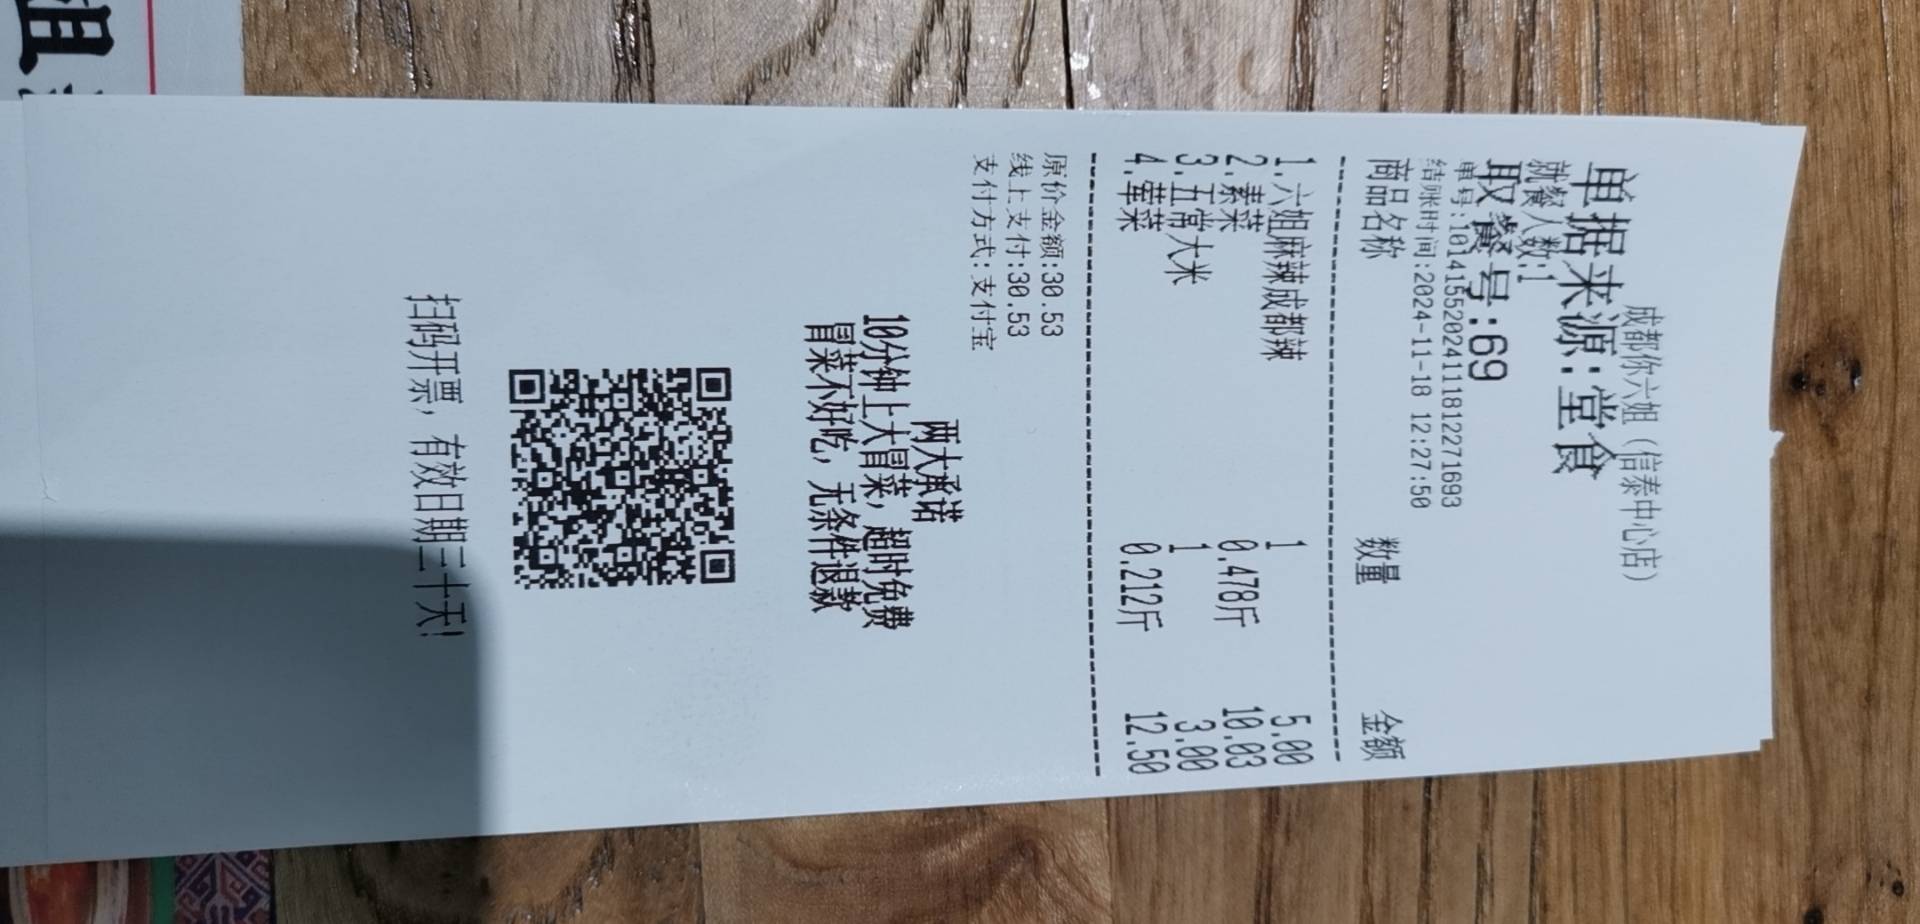 成都你六姐（信泰中心店）
单据来源:堂食
就餐人数:1
取餐号:69
单号:10141552024111812271693
结账时间:2024-11-18 12:27:50
商品名称 数量 金额
1.六姐麻辣成都辣 1 5.00
2.素菜 0.478斤 10.03
3.五常大米 1 3.00
4.荤菜 0.212斤 12.50
原价金额:30.53
线上支付:30.53
支付方式:支付宝
两大承诺
10分钟上大冒菜，超时免费
冒菜不好吃，无条件退款
扫码开票，有效日期三十天!
姐